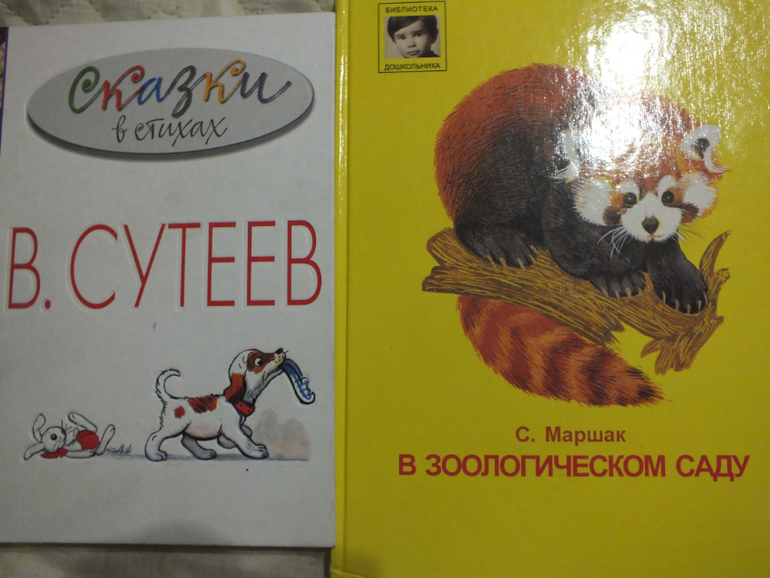 Сказки
в стихах
В. СУТЕЕВ
БИБЛИОТЕКА
ДОШКОЛЬНИКА
С. Маршак
В ЗООЛОГИЧЕСКОМ САДУ